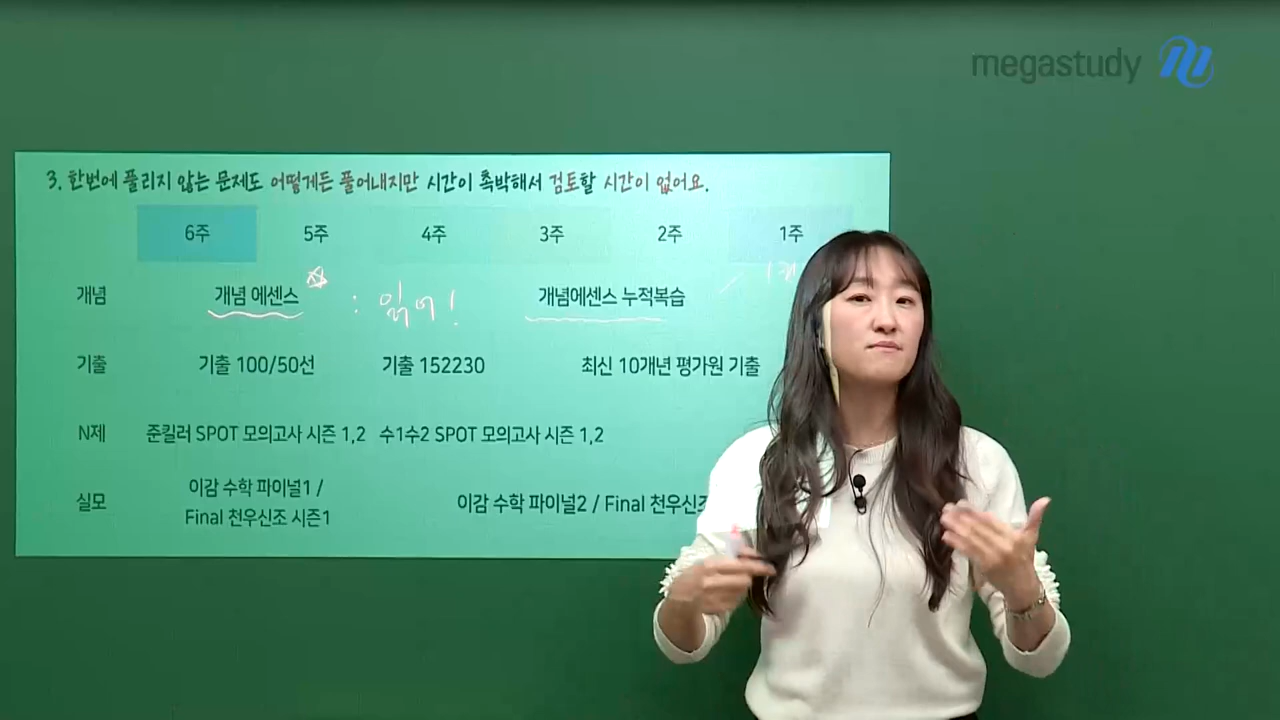 megastudy
3. 한번에 풀리지 않는 문제도 어떻게든 풀어내지만 시간이 촉박해서 검토할 시간이 없어요.
6주 5주 4주 3주 2주 1주
개념 개념 에센스 : 읽어! 개념에센스 누적복습
기출 기출 100/50선 기출 152230 최신 10개년 평가원 기출
N제 준킬러 SPOT 모의고사 시즌 1,2 수1수2 SPOT 모의고사 시즌 1,2
실모 이감 수학 파이널1 / 이감 수학 파이널2 / Final 천우신조
Final 천우신조 시즌1